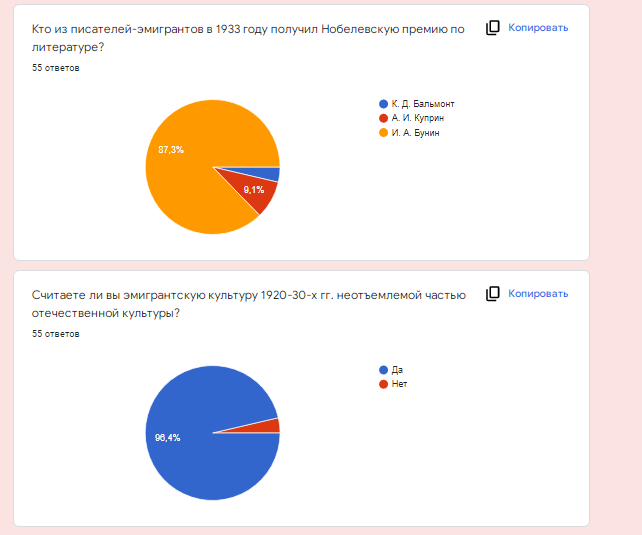 Кто из писателей-эмигрантов в 1933 году получил Нобелевскую премию по
литературе?
Копировать
55 ответов
К. Д. Бальмонт
А. И. Куприн
И. А. Бунин
87,3%
9,1%
Считаете ли вы эмигрантскую культуру 1920-30-х гг. неотъемлемой частью
отечественной культуры?
Копировать
55 ответов
Да
Нет
96,4%